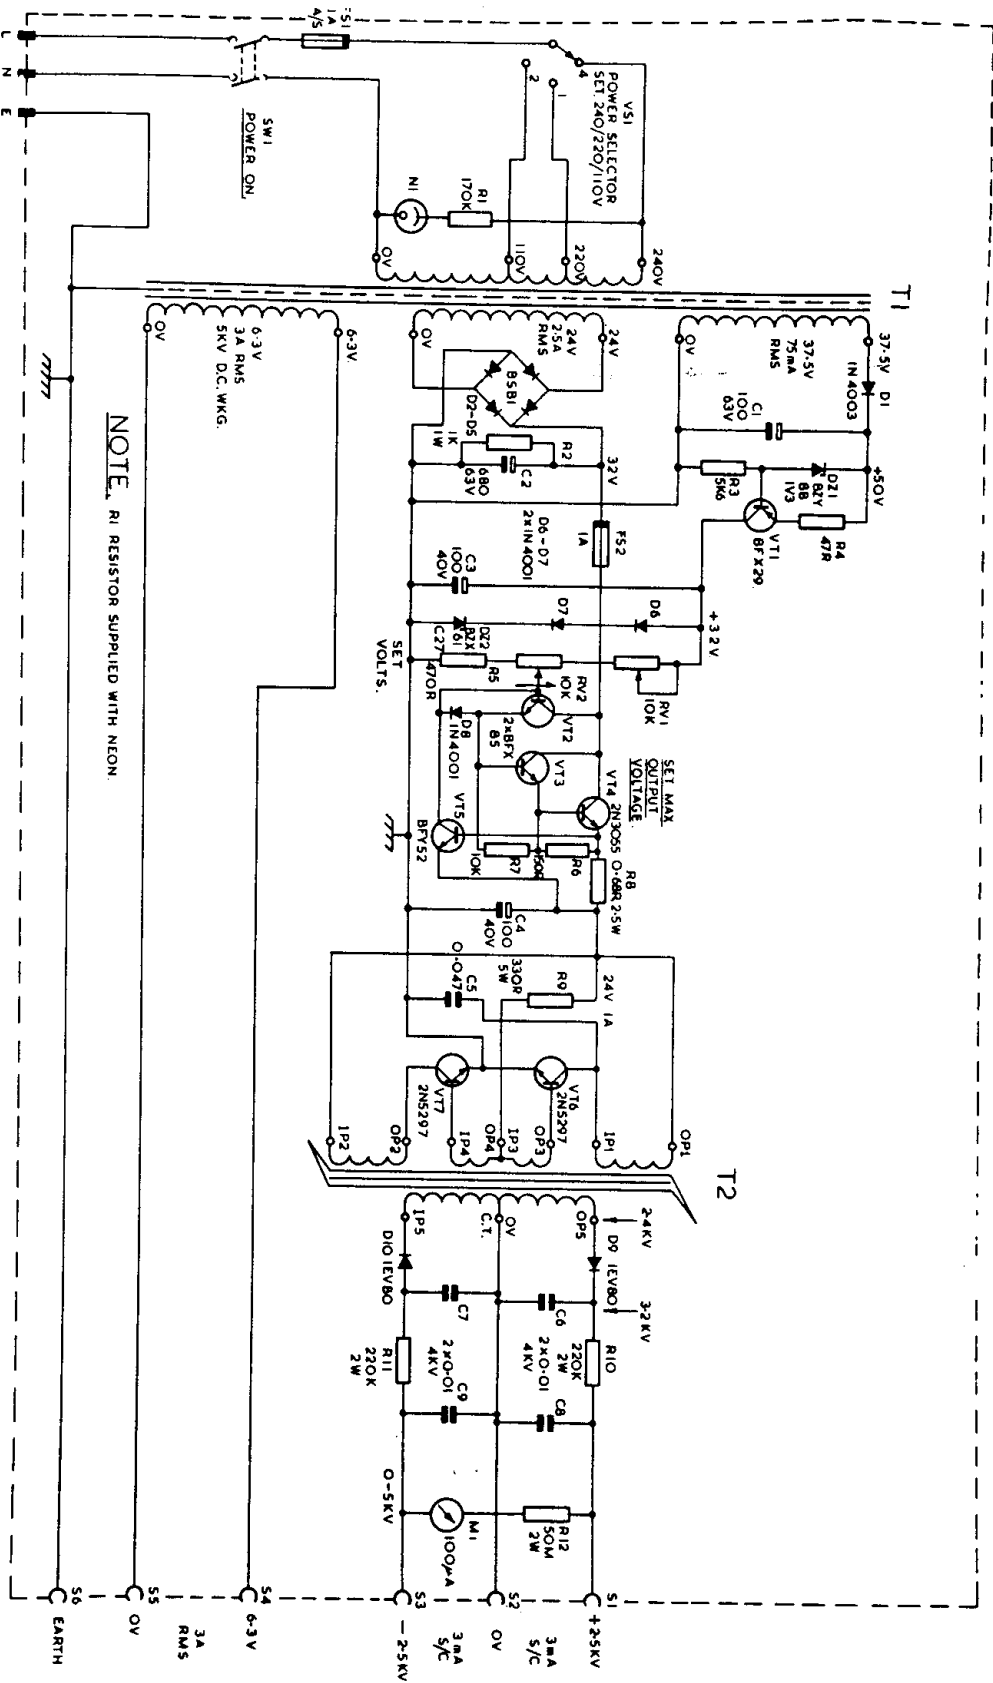 FS1
1A
A/S
L
N
E
SW1
POWER ON
VS1
POWER SELECTOR
SET 240/220/110V
4
2
1
R1
170K
N1
240V
220V
110V
0V
T1
37·5V
37·5V
75mA
RMS
0V
D1
1N4003
C1
100
63V
+50V
DZ1
BZY
88
1V3
R3
5K6
R4
47R
VT1
BFX29
24V
24V
2·5A
RMS
0V
BSB1
D2-D5
R2
1K
1W
C2
680
63V
32V
FS2
1A
D6-D7
2x1N4001
C3
100
40V
D7
D6
+32V
DZ2
BZX
61
C27
R5
470R
SET
VOLTS.
RV2
10K
RV1
10K
VT2
2xBFX
85
D8
1N4001
VT3
SET MAX
OUTPUT
VOLTAGE
VT4
2N3055
VT5
BFY52
R7
10K
R6
150R
R8
0·68R 2·5W
C4
100
40V
R9
330R
5W
C5
0·047
24V 1A
VT6
2N5297
VT7
2N5297
OP1
IP1
OP3
IP3
OP4
IP4
OP2
IP2
T2
2·4KV
OP5
0V
C.T.
IP5
D9 1EV80
D10 1EV80
3·2KV
C6
C7
2x0·01
4KV
R10
220K
2W
R11
220K
2W
C8
C9
2x0·01
4KV
R12
50M
2W
M1
100µA
0-5KV
S1
+2·5KV
3mA
S/C
S2
0V
3mA
S/C
S3
-2·5KV
S4
6·3V
3A
RMS
S5
0V
S6
EARTH
6·3V
6·3V
3A RMS
5KV D.C. WKG.
0V
NOTE. R1 RESISTOR SUPPLIED WITH NEON.